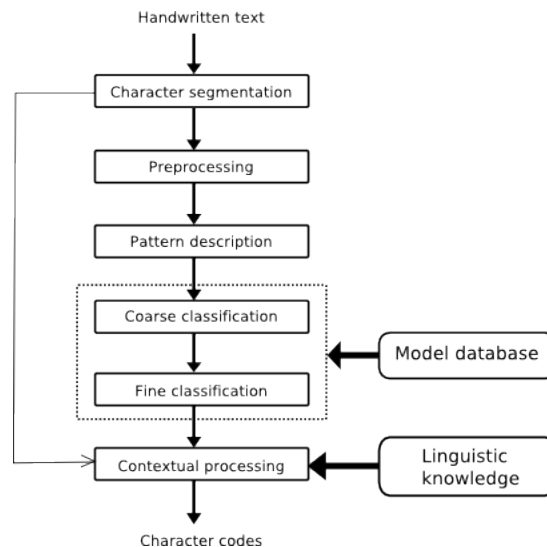 Handwritten text
Character segmentation
Preprocessing
Pattern description
Coarse classification
Model database
Fine classification
Linguistic
knowledge
Contextual processing
Character codes